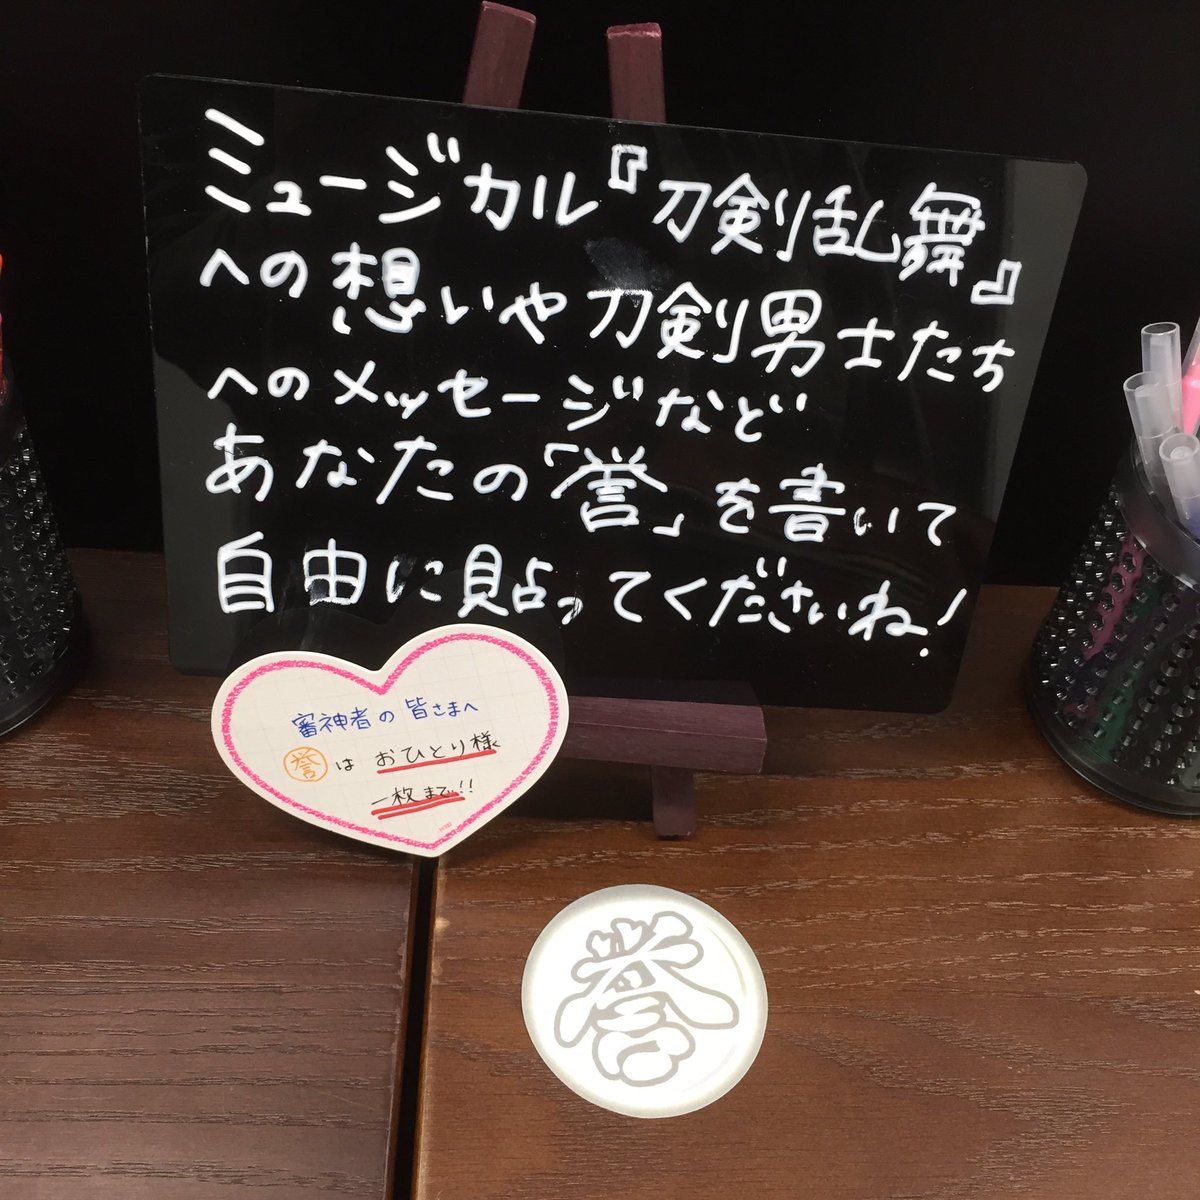 ミュージカル『刀剣乱舞』
への想いや刀剣男士たち
へのメッセージなど
あなたの「誉」を書いて
自由に貼ってくださいね!
審神者の皆さまへ
誉はおひとり様
一枚まで!!
誉